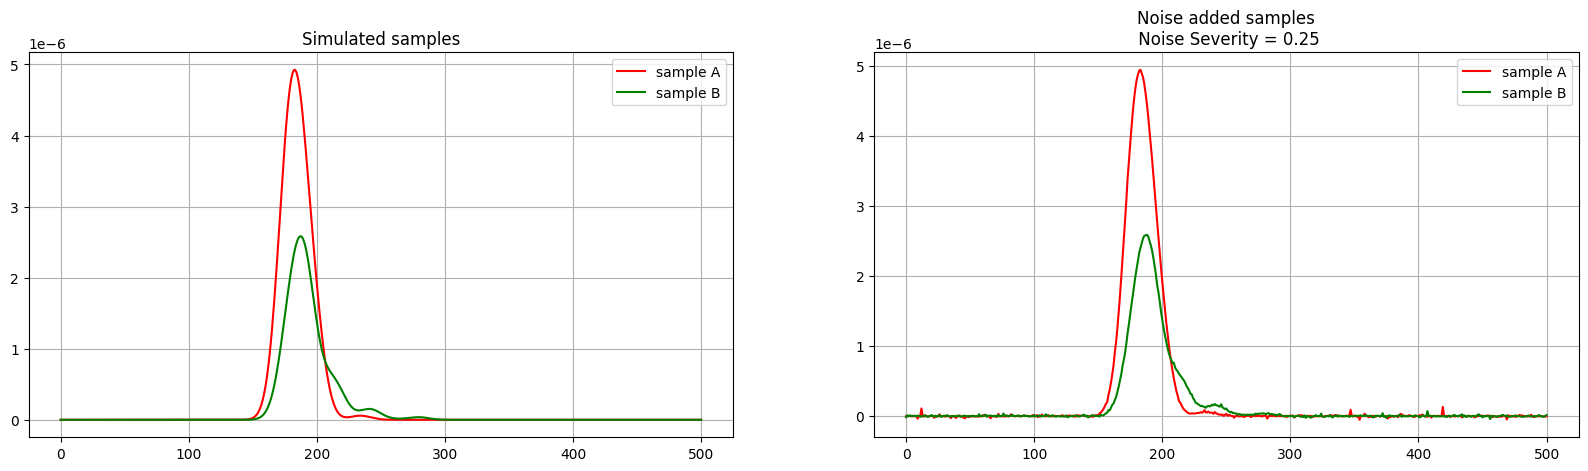 Simulated samples
1e−6
sample A
sample B
5
4
3
2
1
0
0 100 200 300 400 500
Noise added samples
Noise Severity = 0.25
1e−6
sample A
sample B
5
4
3
2
1
0
0 100 200 300 400 500